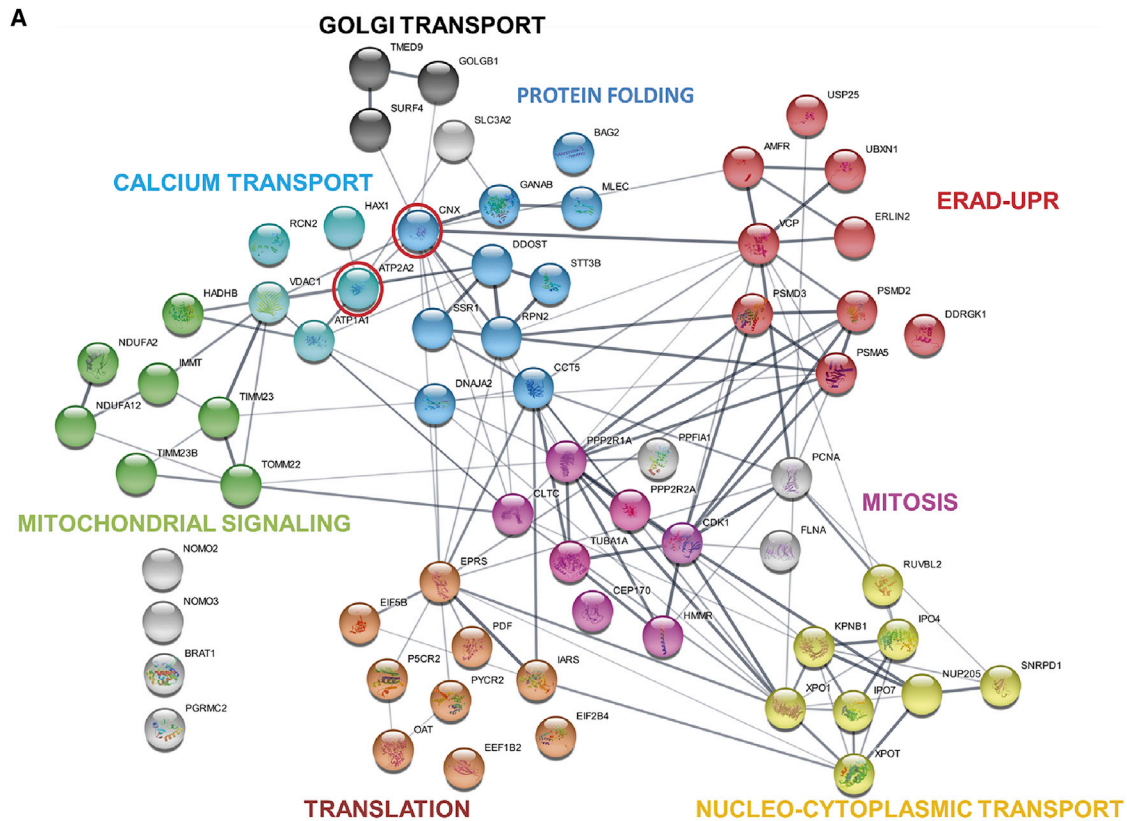 A
GOLGI TRANSPORT
TMED9
GOLGB1
PROTEIN FOLDING
USP25
SURF4
SLC3A2
BAG2
AMFR
UBXN1
CALCIUM TRANSPORT
GANAB
MLEC
ERAD-UPR
HAX1
CNX
RCN2
VCP
ERLIN2
DDOST
ATP2A2
STT3B
VDAC1
HADHB
PSMD3
PSMD2
SSR1
RPN2
DDRGK1
ATP1A1
NDUFA2
IMMT
PSMA5
CCT5
DNAJA2
NDUFA12
TIMM23
PPP2R1A
PPFIA1
PCNA
TIMM23B
TOMM22
CLTC
PPP2R2A
MITOSIS
MITOCHONDRIAL SIGNALING
CDK1
FLNA
NOMO2
TUBA1A
EPRS
RUVBL2
CEP170
NOMO3
EIF5B
HMMR
KPNB1
IPO4
PDF
BRAT1
P5CR2
IARS
SNRPD1
PYCR2
XPO1
IPO7
NUP205
PGRMC2
OAT
EIF2B4
EEF1B2
XPOT
TRANSLATION
NUCLEO-CYTOPLASMIC TRANSPORT